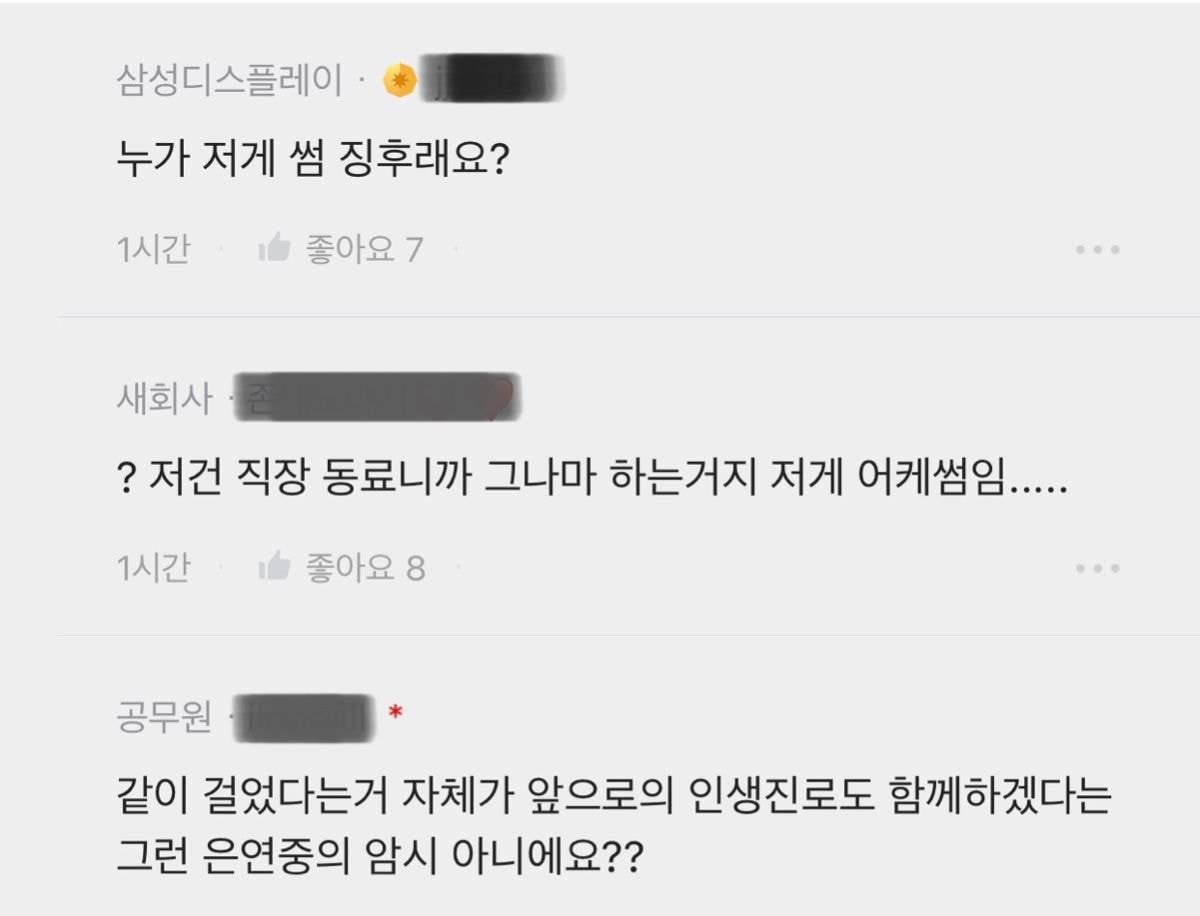 삼성디스플레이 ·
누가 저게 썸 징후래요?
1시간 · 좋아요 7 ·
새회사 ·
? 저건 직장 동료니까 그나마 하는거지 저게 어케썸임.....
1시간 · 좋아요 8 ·
공무원 · *
같이 걸었다는거 자체가 앞으로의 인생진로도 함께하겠다는
그런 은연중의 암시 아니에요??